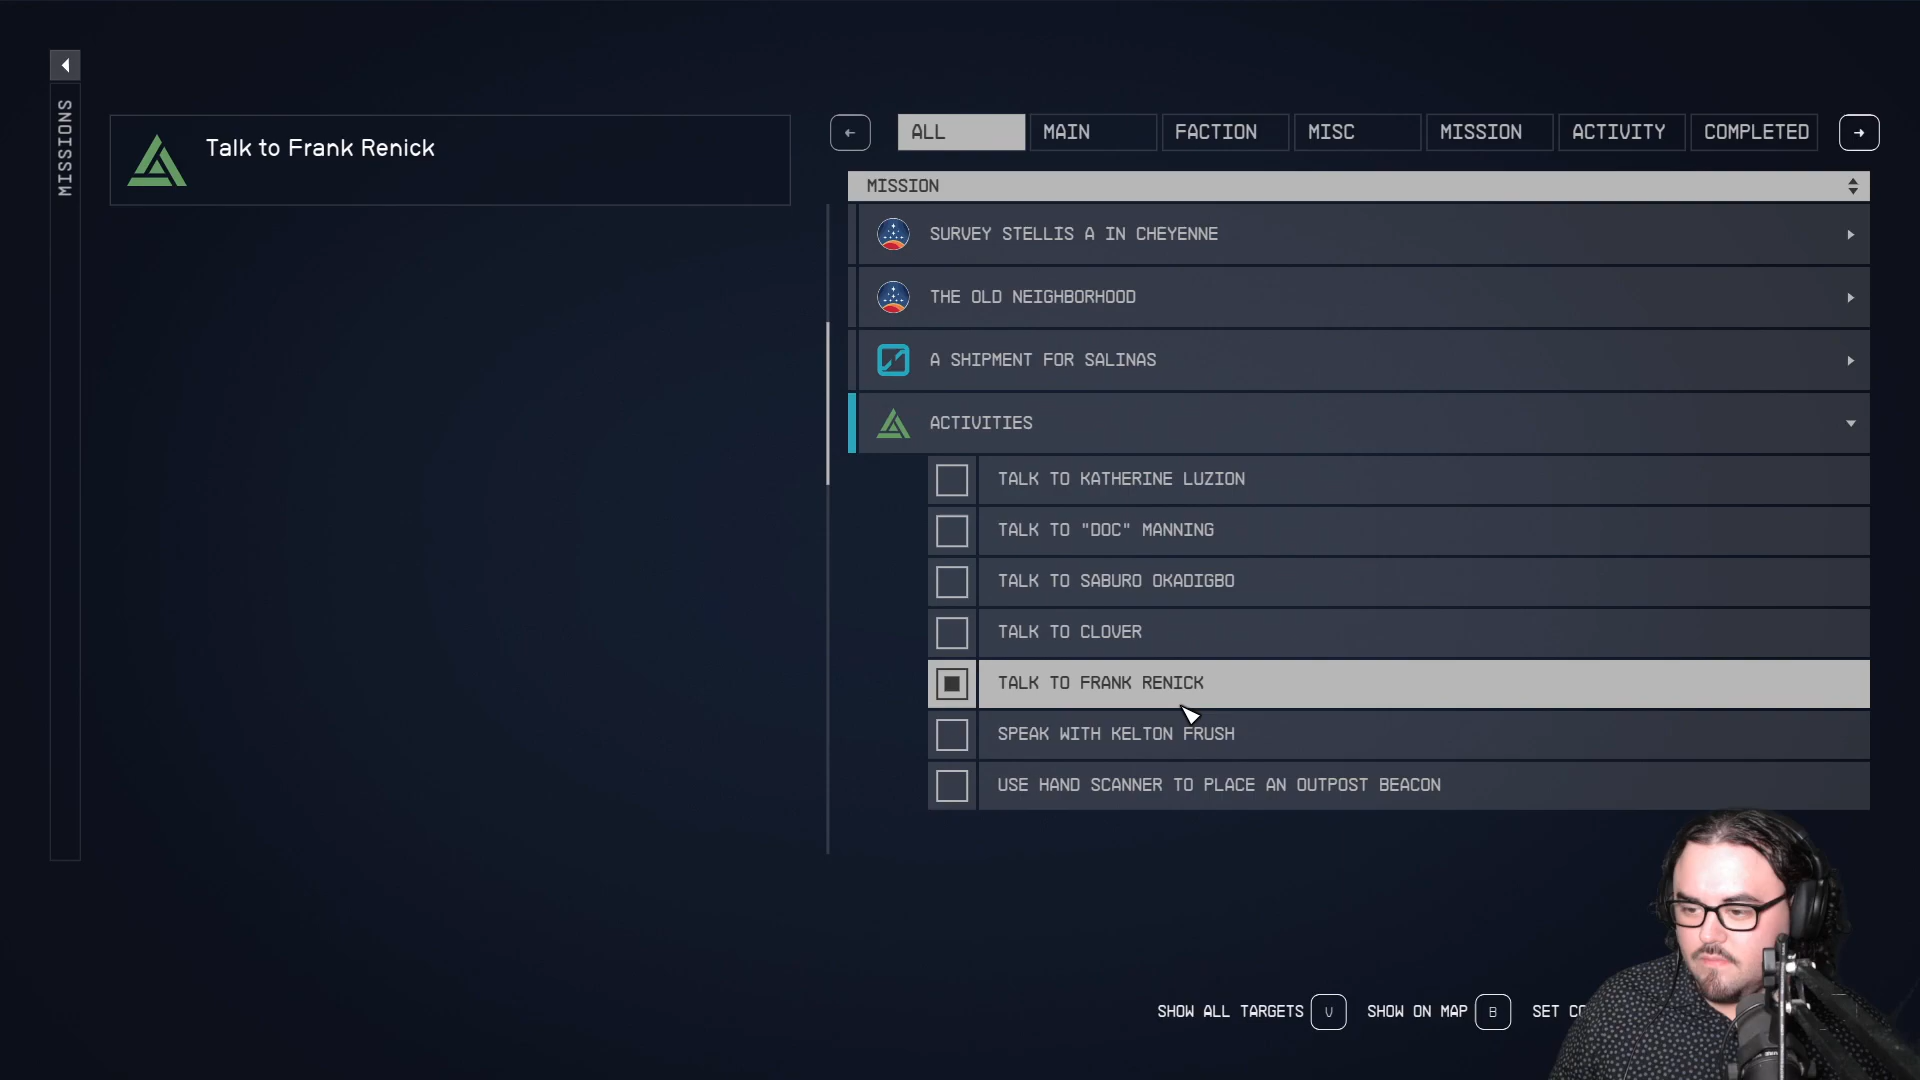 MISSIONS
Talk to Frank Renick
ALL
MAIN
FACTION
MISC
MISSION
ACTIVITY
COMPLETED
MISSION
SURVEY STELLIS A IN CHEYENNE
THE OLD NEIGHBORHOOD
A SHIPMENT FOR SALINAS
ACTIVITIES
TALK TO KATHERINE LUZION
TALK TO "DOC" MANNING
TALK TO SABURO OKADIGBO
TALK TO CLOVER
TALK TO FRANK RENICK
SPEAK WITH KELTON FRUSH
USE HAND SCANNER TO PLACE AN OUTPOST BEACON
SHOW ALL TARGETS V SHOW ON MAP B SET